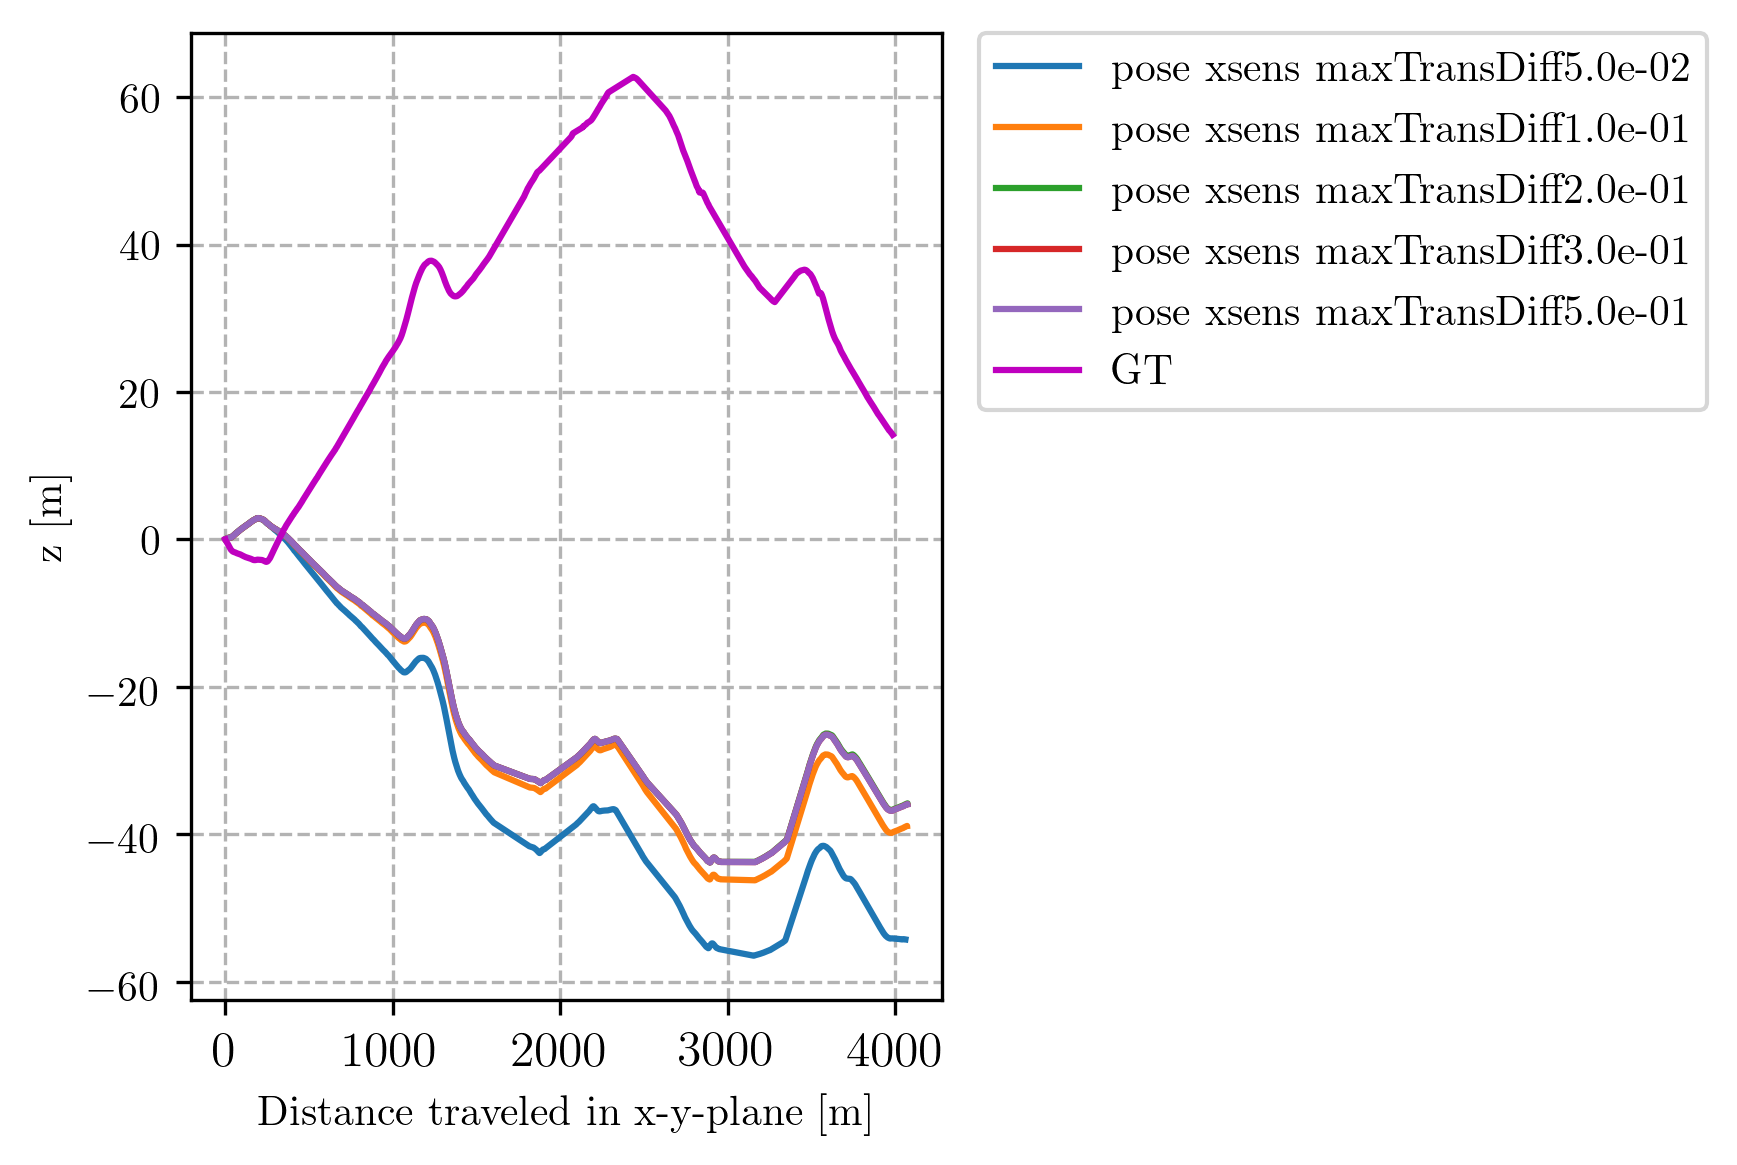 60
40
20
0
−20
−40
−60
z [m]
0 1000 2000 3000 4000
Distance traveled in x-y-plane [m]
pose xsens maxTransDiff5.0e-02
pose xsens maxTransDiff1.0e-01
pose xsens maxTransDiff2.0e-01
pose xsens maxTransDiff3.0e-01
pose xsens maxTransDiff5.0e-01
GT